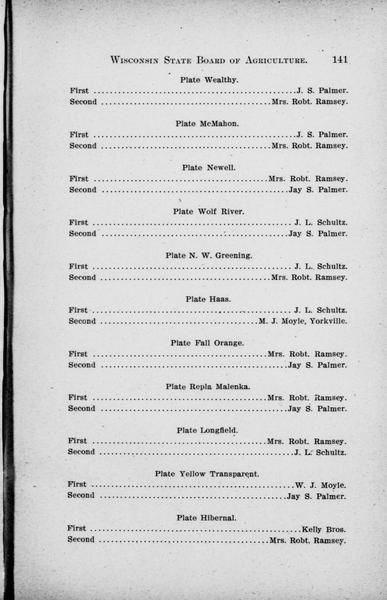 WISCONSIN STATE BOARD OF AGRICULTURE. 141
Plate Wealthy.
First ........................................J. S. Palmer.
Second ...................................Mrs. Robt. Ramsey.
Plate McMahon.
First ........................................J. S. Palmer.
Second ...................................Mrs. Robt. Ramsey.
Plate Newell.
First ...................................Mrs. Robt. Ramsey.
Second ......................................Jay S. Palmer.
Plate Wolf River.
First ........................................J. L. Schultz.
Second ......................................Jay S. Palmer.
Plate N. W. Greening.
First ........................................J. L. Schultz.
Second ...................................Mrs. Robt. Ramsey.
Plate Haas.
First ........................................J. L. Schultz.
Second ................................M. J. Moyle, Yorkville.
Plate Fall Orange.
First ...................................Mrs. Robt. Ramsey.
Second ......................................Jay S. Palmer.
Plate Repla Malenka.
First ...................................Mrs. Robt. Ramsey.
Second ......................................Jay S. Palmer.
Plate Longfield.
First ...................................Mrs. Robt. Ramsey.
Second .......................................J. L. Schultz.
Plate Yellow Transparent.
First ........................................W. J. Moyle.
Second ......................................Jay S. Palmer.
Plate Hibernal.
First .........................................Kelly Bros.
Second ...................................Mrs. Robt. Ramsey.